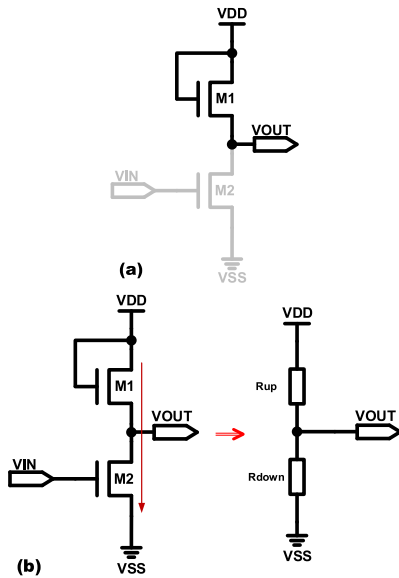 VDD
M1
VOUT
VIN
M2
VSS
(a)
VDD
VDD
M1
Rup
VOUT
VOUT
VIN
M2
Rdown
VSS
VSS
(b)